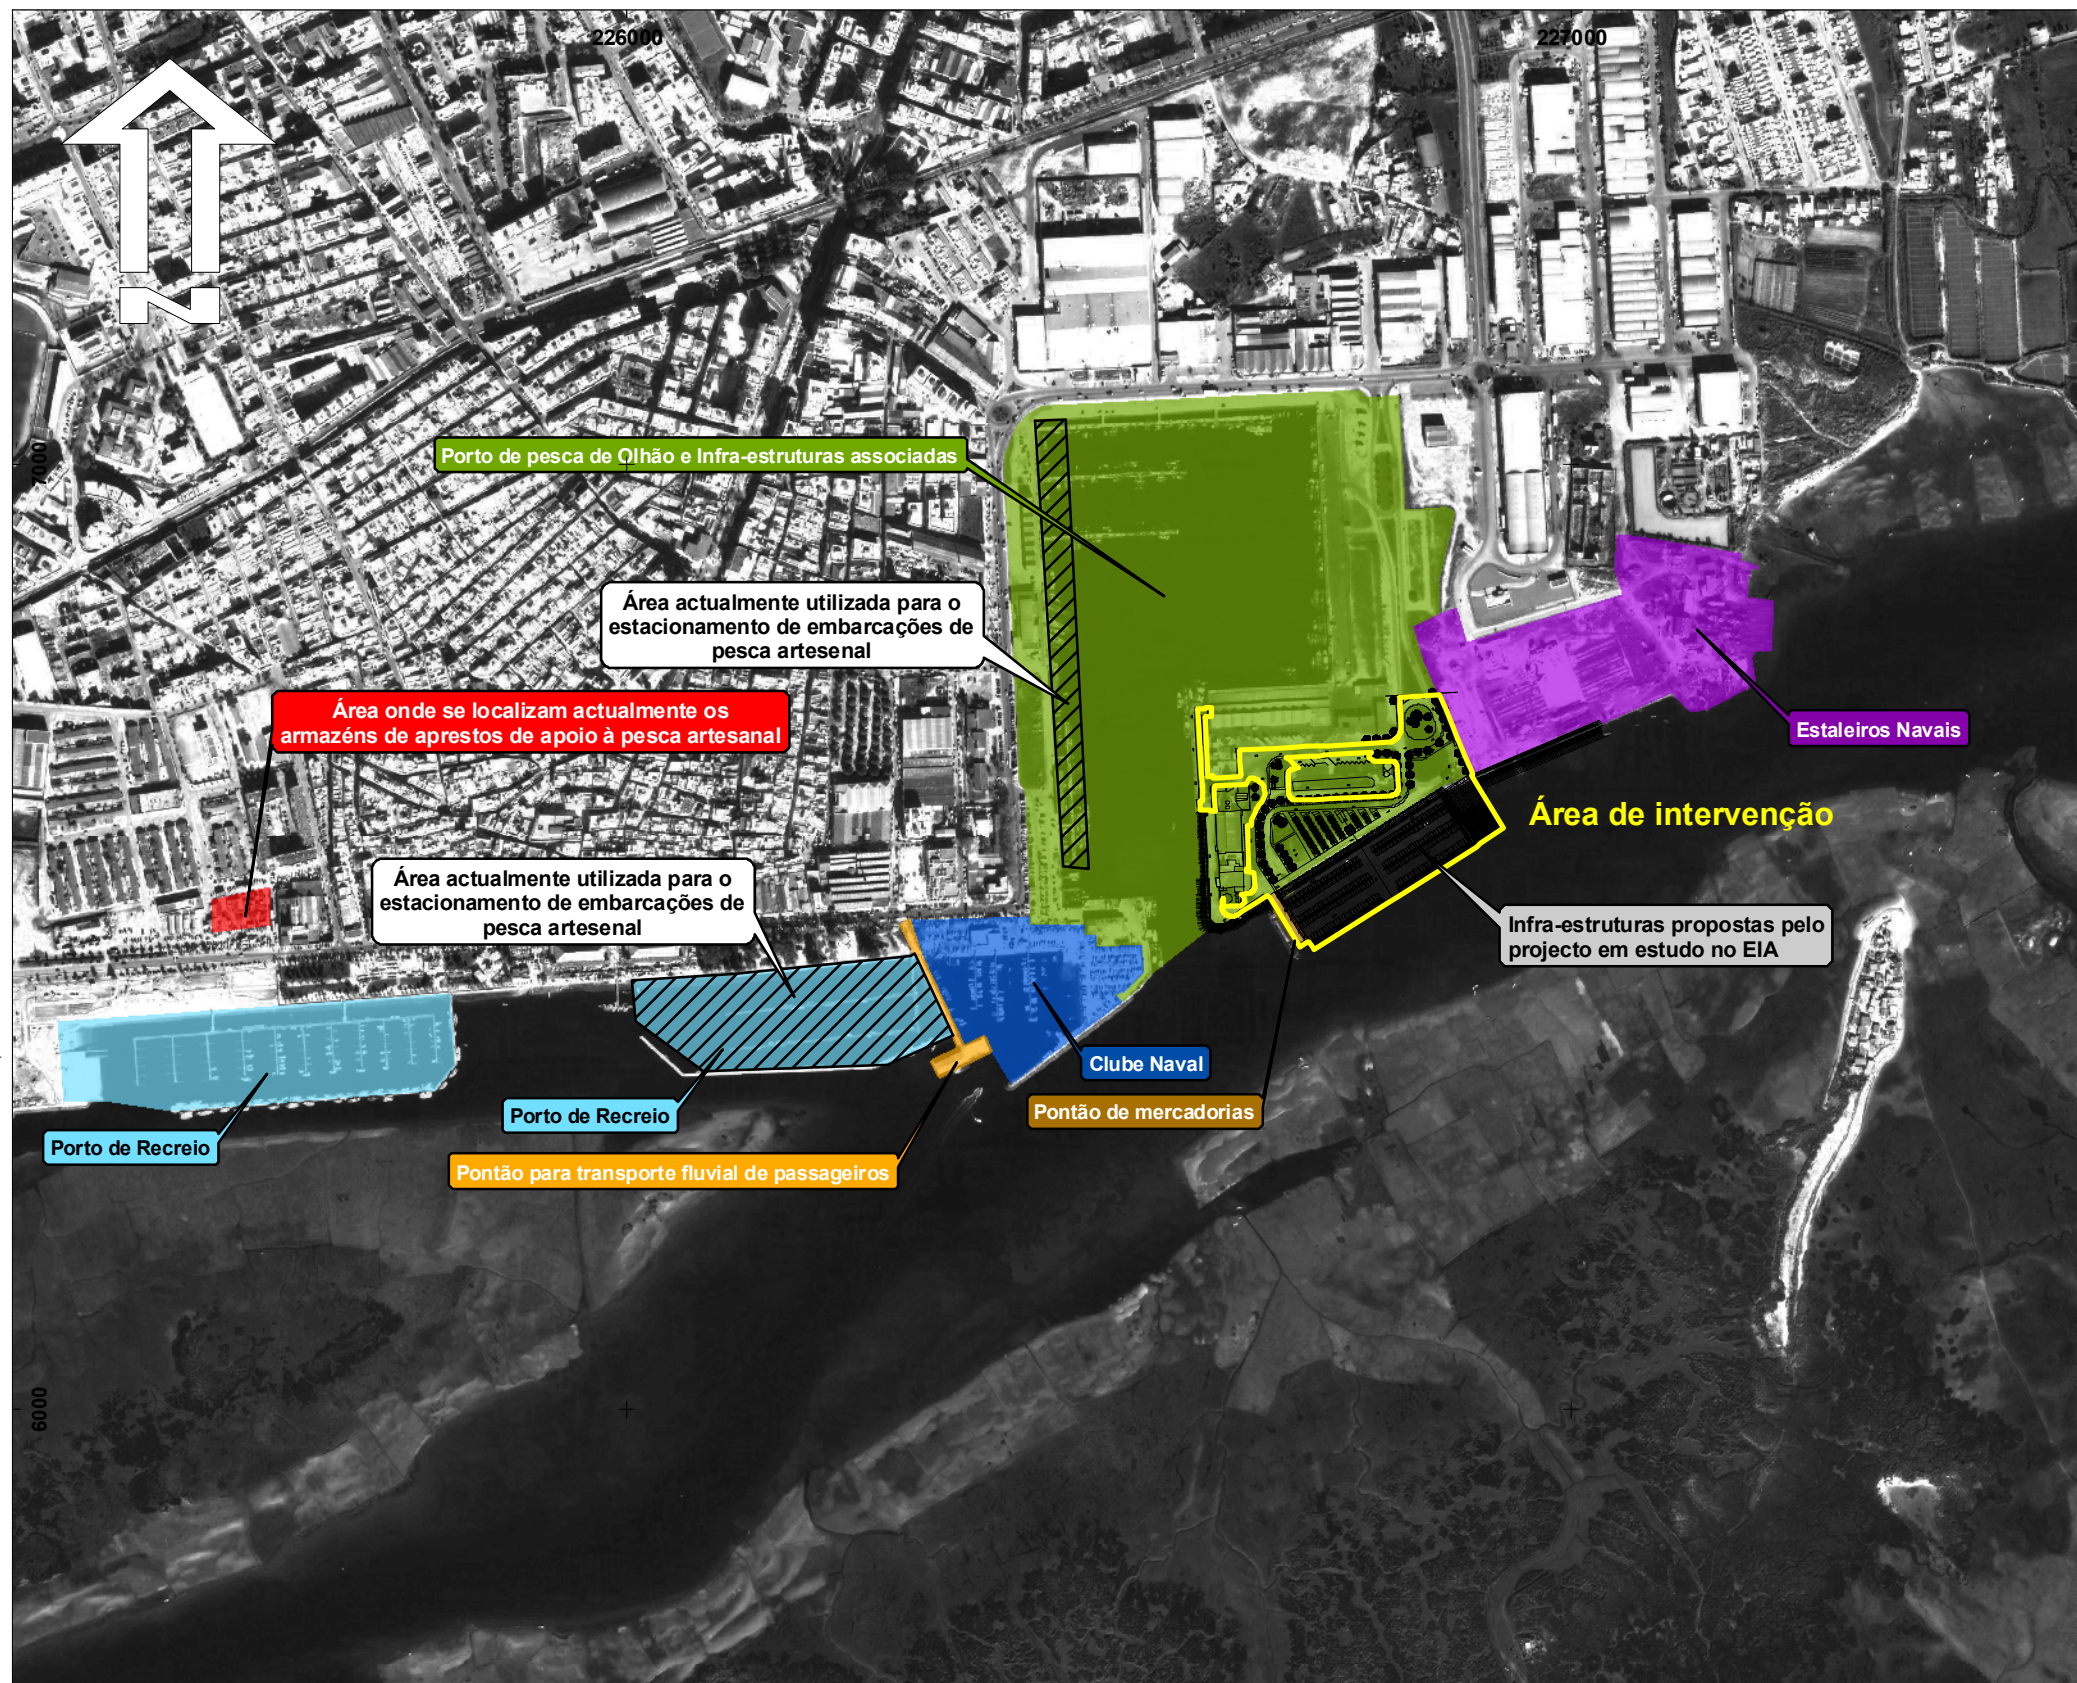 226000
227000
N
7000
Porto de pesca de Olhão e Infra-estruturas associadas
Área actualmente utilizada para o
estacionamento de embarcações de
pesca artesenal
Área onde se localizam actualmente os
armazéns de aprestos de apoio à pesca artesanal
Estaleiros Navais
Área de intervenção
Área actualmente utilizada para o
estacionamento de embarcações de
pesca artesenal
Infra-estruturas propostas pelo
projecto em estudo no EIA
Clube Naval
Pontão de mercadorias
Porto de Recreio
Porto de Recreio
Pontão para transporte fluvial de passageiros
6000